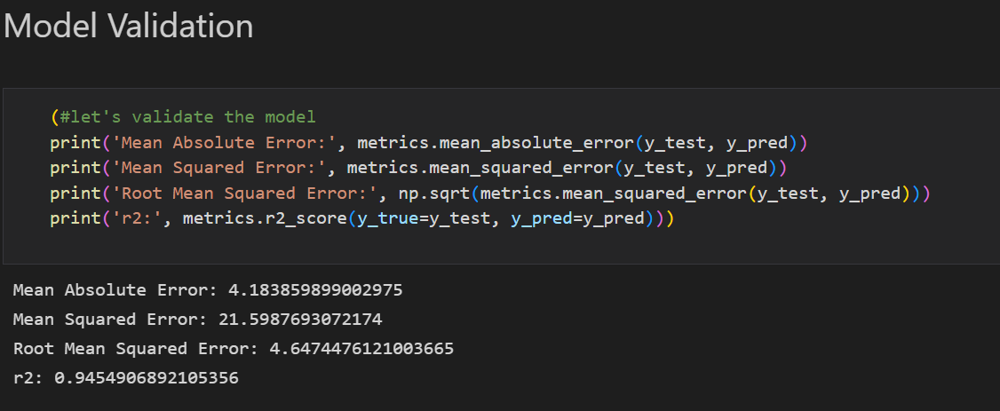 Model Validation
(#let's validate the model
print('Mean Absolute Error:', metrics.mean_absolute_error(y_test, y_pred))
print('Mean Squared Error:', metrics.mean_squared_error(y_test, y_pred))
print('Root Mean Squared Error:', np.sqrt(metrics.mean_squared_error(y_test, y_pred)))
print('r2:', metrics.r2_score(y_true=y_test, y_pred=y_pred)))
Mean Absolute Error: 4.183859899002975
Mean Squared Error: 21.5987693072174
Root Mean Squared Error: 4.6474476121003665
r2: 0.9454906892105356